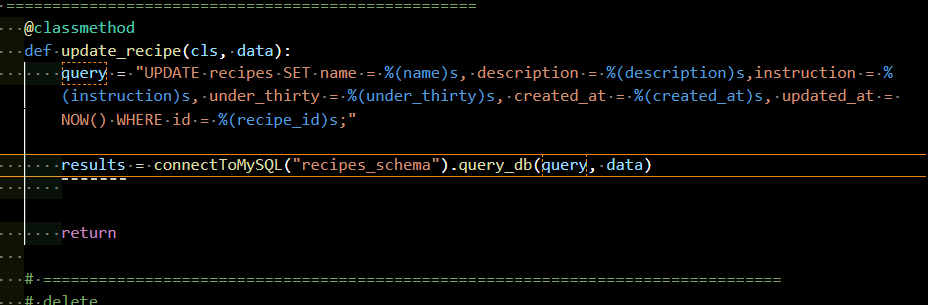 # ===============================================
@classmethod
def update_recipe(cls, data):
query = "UPDATE recipes SET name = %(name)s, description = %(description)s,instruction = %
(instruction)s, under_thirty = %(under_thirty)s, created_at = %(created_at)s, updated_at =
NOW() WHERE id = %(recipe_id)s;"
results = connectToMySQL("recipes_schema").query_db(query, data)
return
# ===========================================================================
# delete